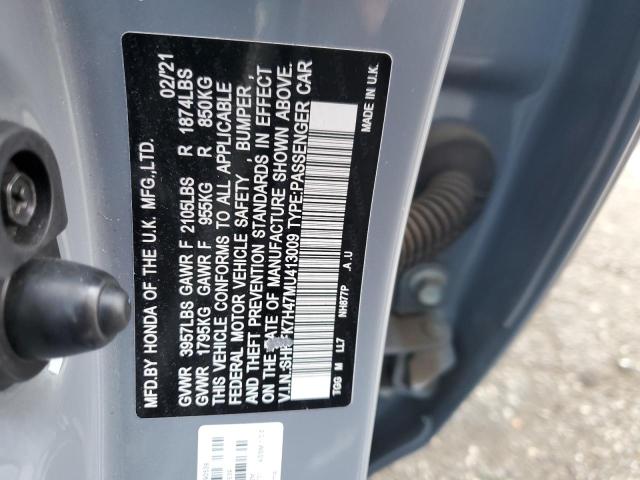 MFD.BY HONDA OF THE U.K. MFG.,LTD. 02/'21
GVWR 3957LBS GAWR F 2105LBS R 1874LBS
GVWR 1795KG GAWR F 955KG R 850KG
THIS VEHICLE CONFORMS TO ALL APPLICABLE
FEDERAL MOTOR VEHICLE SAFETY , BUMPER ,
AND THEFT PREVENTION STANDARDS IN EFFECT
ON THE DATE OF MANUFACTURE SHOWN ABOVE.
V.I.N.:SHH K7H47MU413009 TYPE:PASSENGER CAR
TGG M LL7 NH877P .A.U MADE IN U.K.